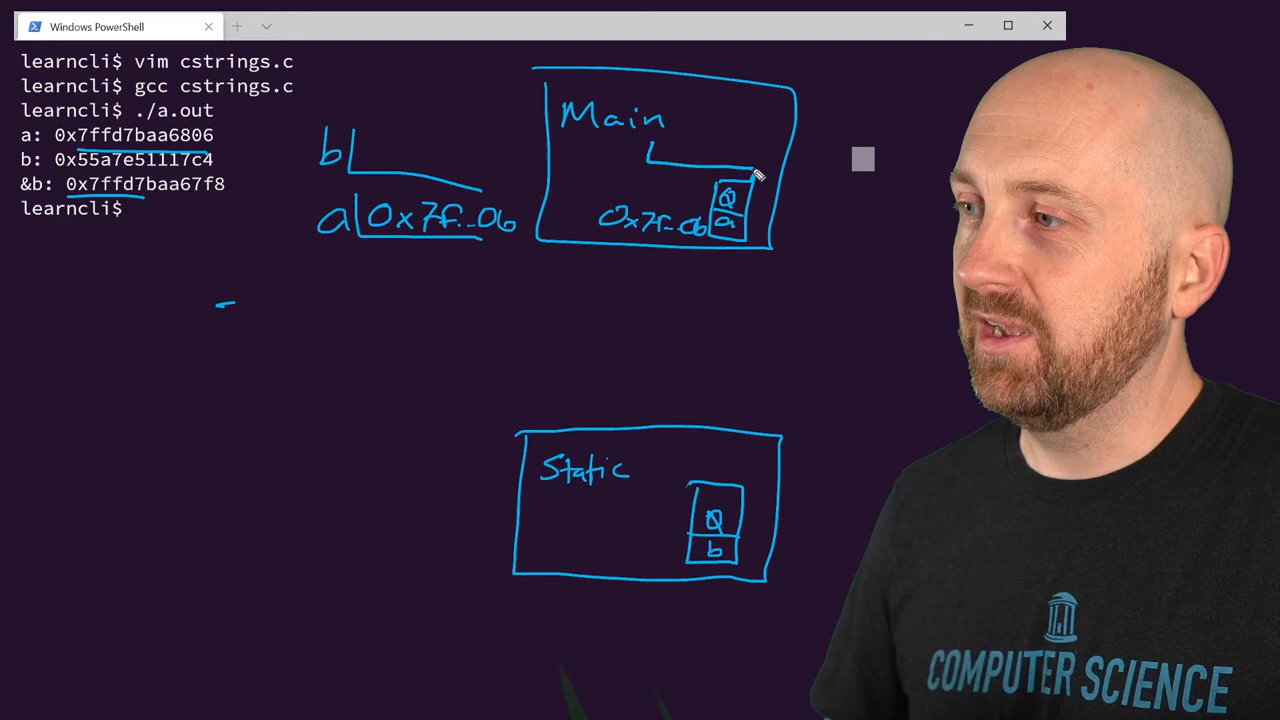 Windows PowerShell
learncli$ vim cstrings.c
learncli$ gcc cstrings.c
learncli$ ./a.out
a: 0x7ffd7baa6806
b: 0x55a7e51117c4
&b: 0x7ffd7baa67f8
learncli$
b
a 0x7f...06
Main
Q
0x7f...06 a
Static
Q
b
COMPUTER SCIENCE